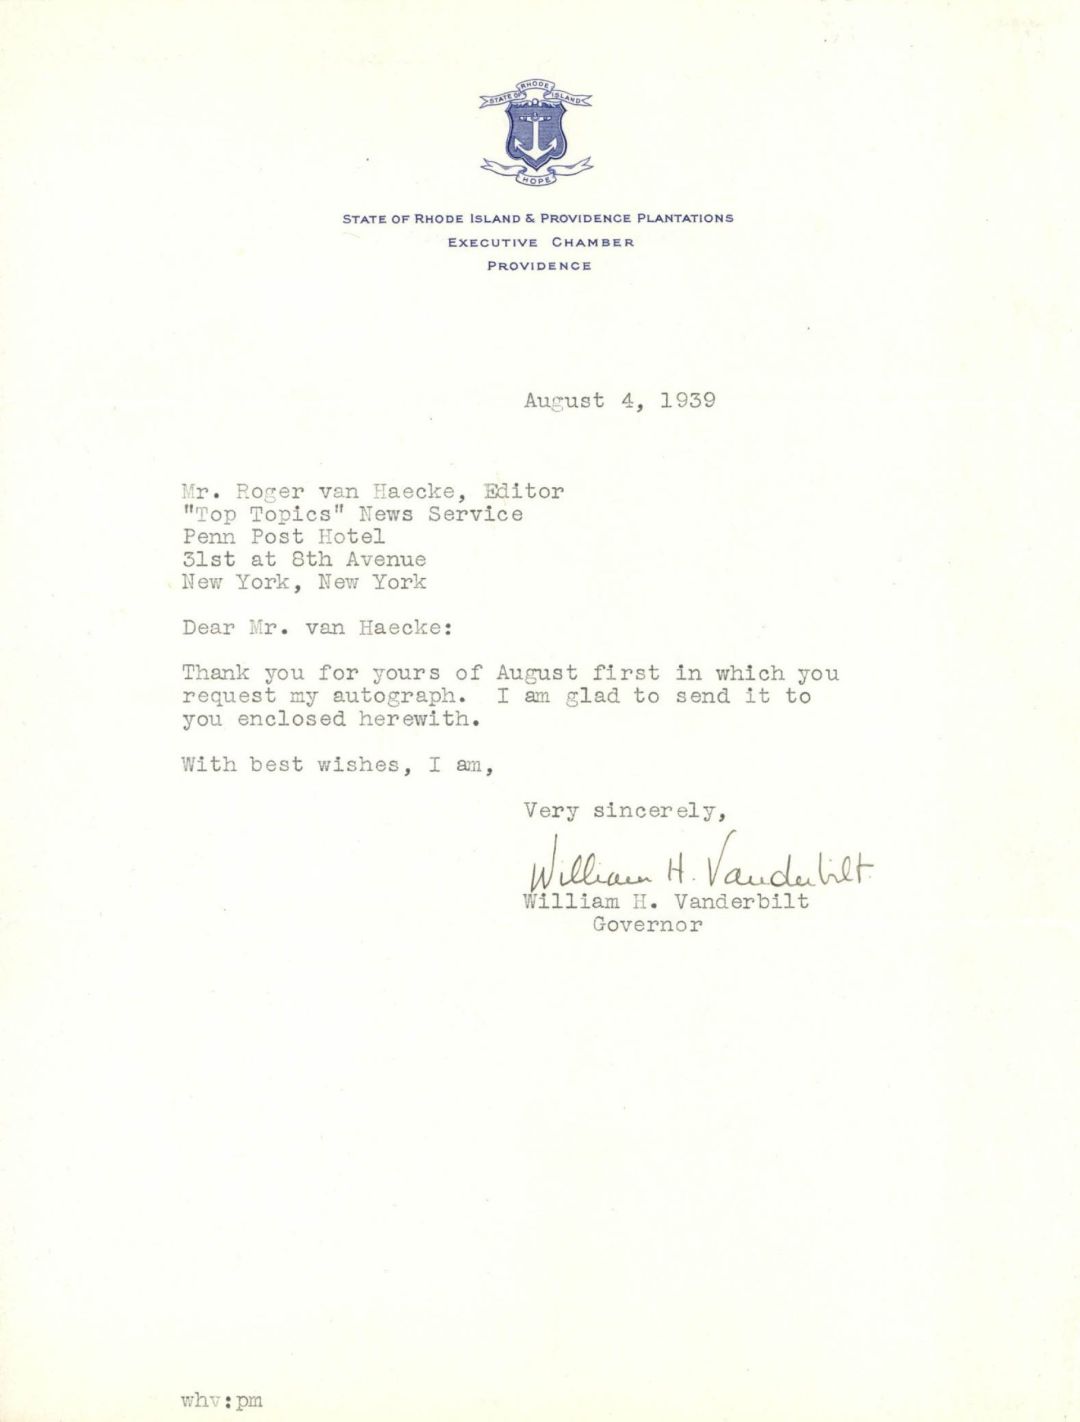 STATE OF RHODE ISLAND
HOPE
STATE OF RHODE ISLAND & PROVIDENCE PLANTATIONS
EXECUTIVE CHAMBER
PROVIDENCE
August 4, 1939
Mr. Roger van Haecke, Editor
"Top Topics" News Service
Penn Post Hotel
31st at 8th Avenue
New York, New York
Dear Mr. van Haecke:
Thank you for yours of August first in which you
request my autograph. I am glad to send it to
you enclosed herewith.
With best wishes, I am,
Very sincerely,
William H. Vanderbilt
William H. Vanderbilt
Governor
whv:pm